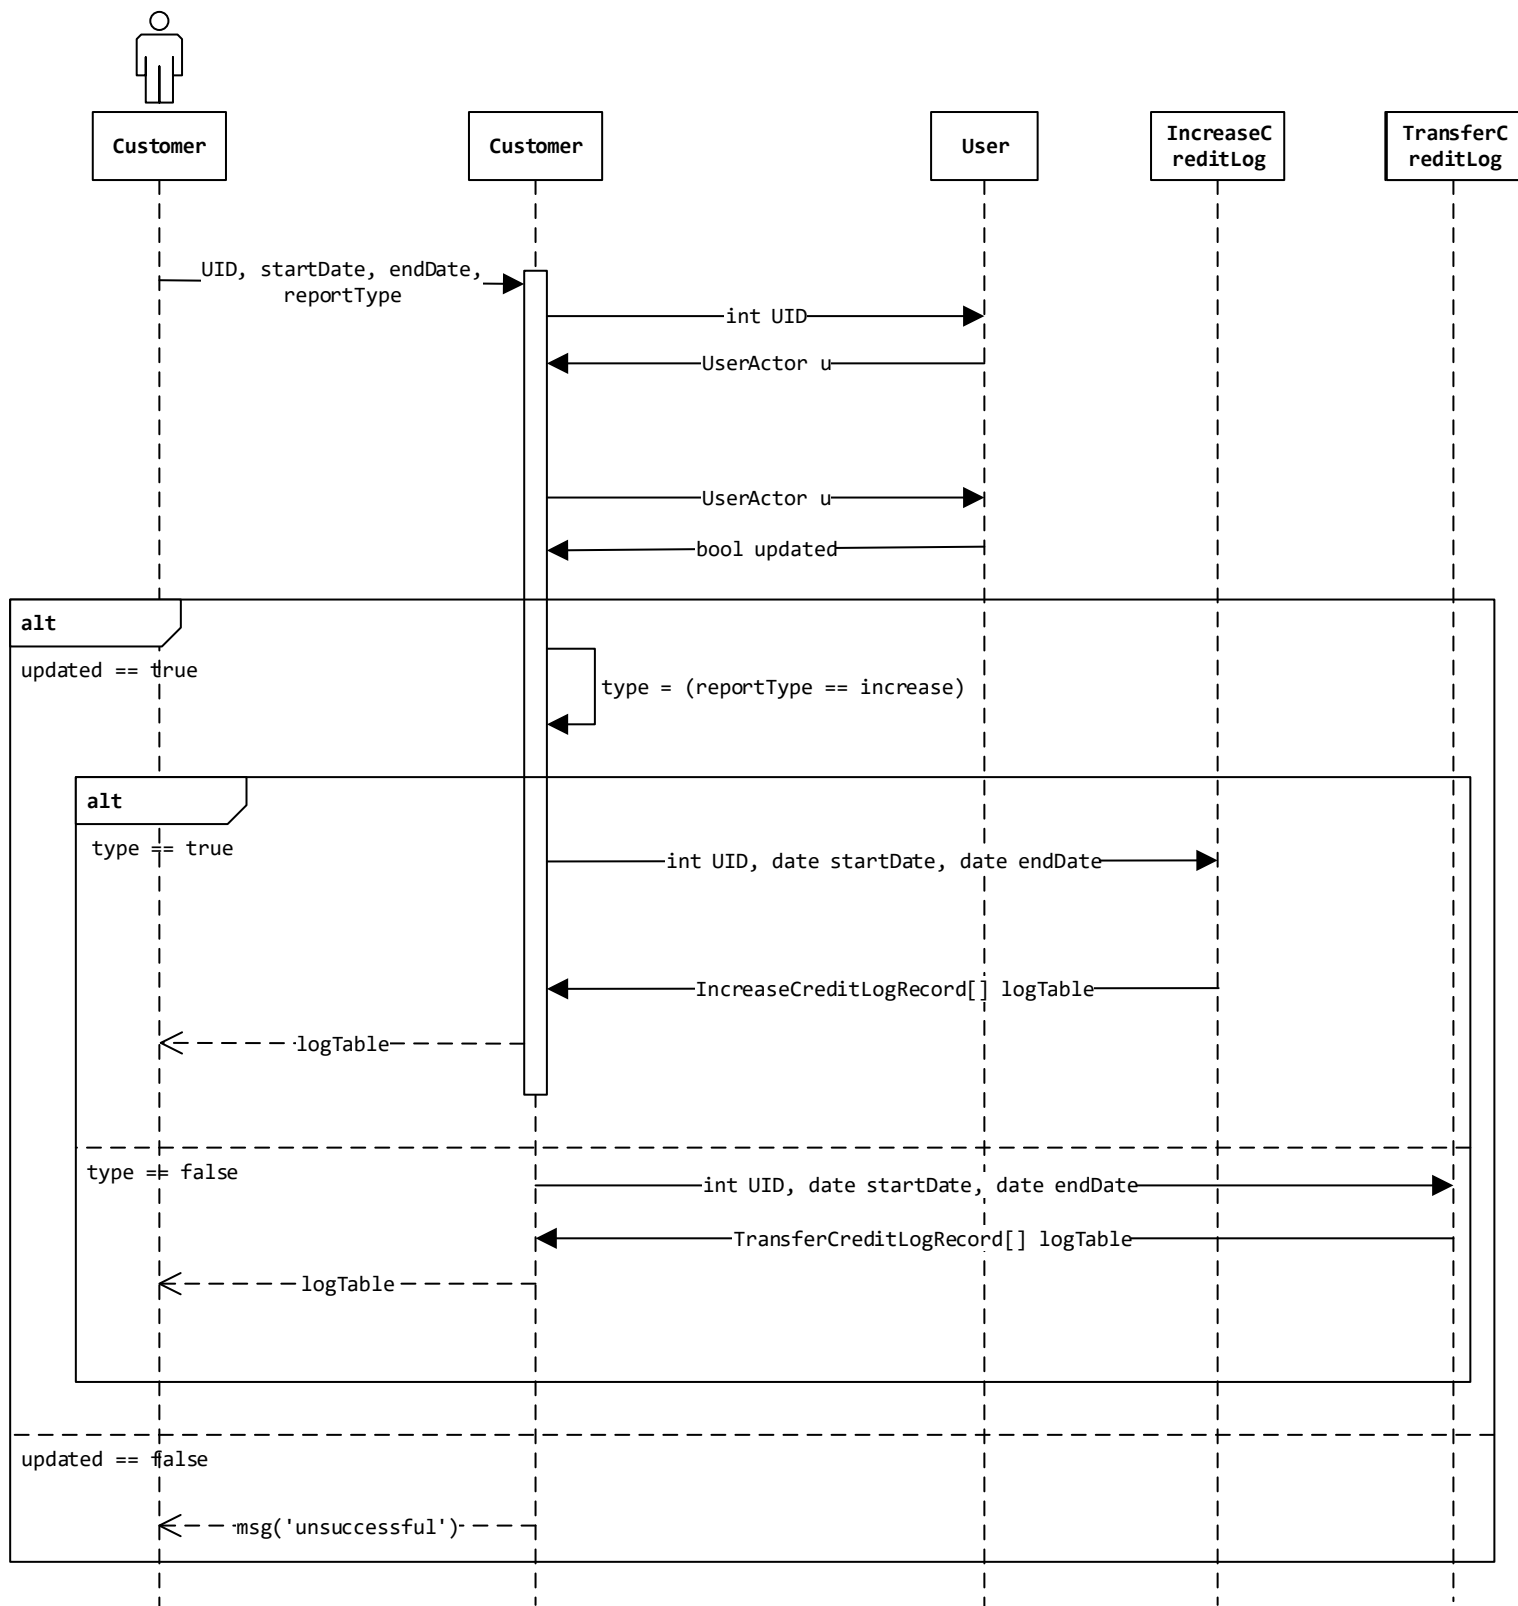 Customer
Customer
User
IncreaseC
reditLog
TransferC
reditLog
UID, startDate, endDate,
reportType
int UID
UserActor u
UserActor u
bool updated
alt
updated == true
type = (reportType == increase)
alt
type == true
int UID, date startDate, date endDate
IncreaseCreditLogRecord[] logTable
logTable
type == false
int UID, date startDate, date endDate
TransferCreditLogRecord[] logTable
logTable
updated == false
msg('unsuccessful')